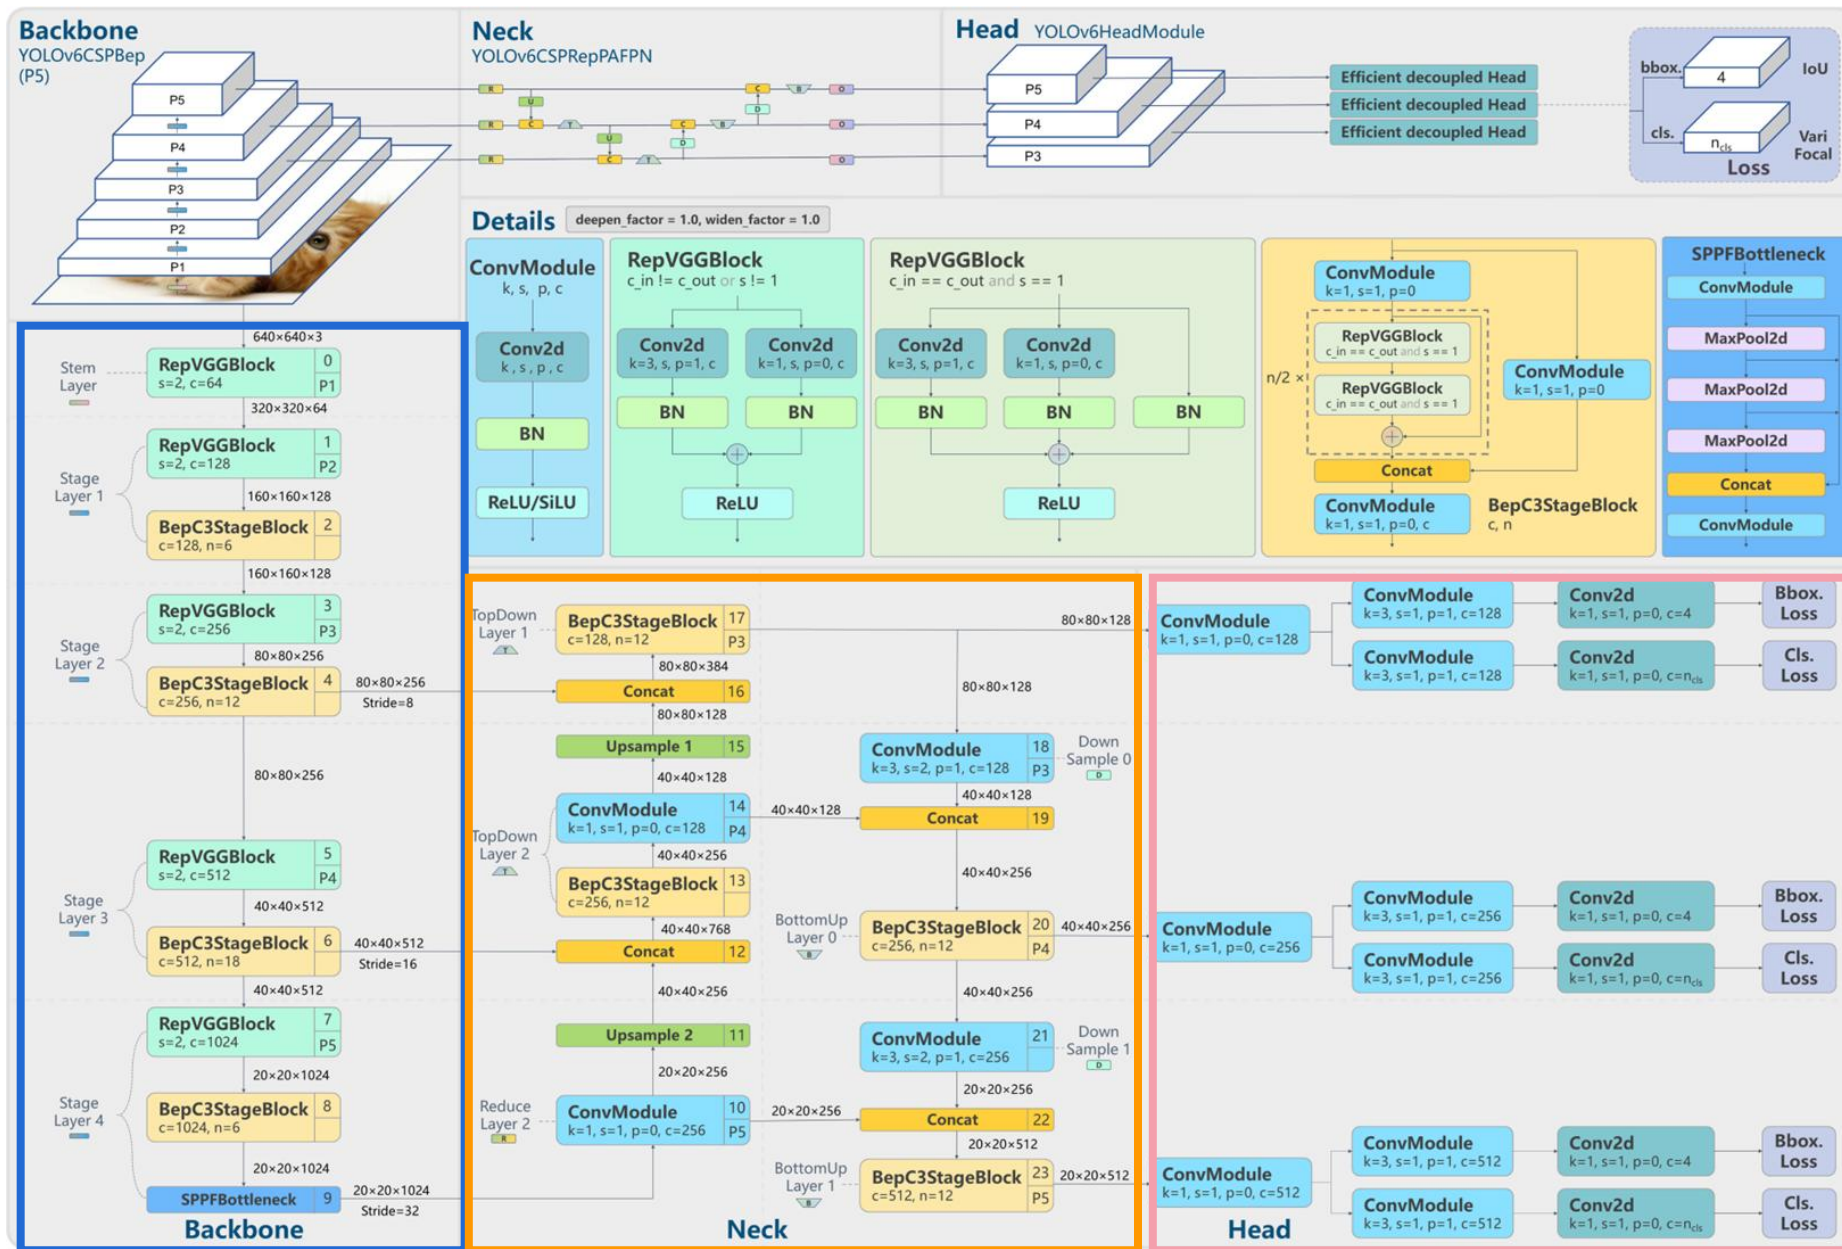 Backbone
YOLOv6CSPBep
(P5)
P5
P4
P3
P2
P1
Neck
YOLOv6CSPRepPAFPN
R
U
R
C
T
U
R
C
T
C
D
B
C
D
B
O
O
O
Head YOLOv6HeadModule
P5
P4
P3
Efficient decoupled Head
Efficient decoupled Head
Efficient decoupled Head
bbox.
4
IoU
cls.
n_cls
Vari
Focal
Loss
Details
deepen_factor = 1.0, widen_factor = 1.0
ConvModule
k, s, p, c
Conv2d
k , s , p , c
BN
ReLU/SiLU
RepVGGBlock
c_in != c_out or s != 1
Conv2d
k=3, s, p=1, c
Conv2d
k=1, s, p=0, c
BN
BN
ReLU
RepVGGBlock
c_in == c_out and s == 1
Conv2d
k=3, s, p=1, c
Conv2d
k=1, s, p=0, c
BN
BN
BN
ReLU
ConvModule
k=1, s=1, p=0
n/2 ×
RepVGGBlock
c_in == c_out and s == 1
RepVGGBlock
c_in == c_out and s == 1
ConvModule
k=1, s=1, p=0
Concat
ConvModule
k=1, s=1, p=0, c
BepC3StageBlock
c, n
SPPFBottleneck
ConvModule
MaxPool2d
MaxPool2d
MaxPool2d
Concat
ConvModule
640×640×3
Stem
Layer
RepVGGBlock 0
s=2, c=64 P1
320×320×64
Stage
Layer 1
RepVGGBlock 1
s=2, c=128 P2
160×160×128
BepC3StageBlock 2
c=128, n=6
160×160×128
Stage
Layer 2
RepVGGBlock 3
s=2, c=256 P3
80×80×256
BepC3StageBlock 4
c=256, n=12
80×80×256
Stride=8
80×80×256
Stage
Layer 3
RepVGGBlock 5
s=2, c=512 P4
40×40×512
BepC3StageBlock 6
c=512, n=18
40×40×512
Stride=16
40×40×512
Stage
Layer 4
RepVGGBlock 7
s=2, c=1024 P5
20×20×1024
BepC3StageBlock 8
c=1024, n=6
20×20×1024
SPPFBottleneck 9
20×20×1024
Stride=32
Backbone
TopDown
Layer 1
T
BepC3StageBlock 17
c=128, n=12 P3
80×80×384
Concat 16
80×80×128
Upsample 1 15
40×40×128
TopDown
Layer 2
T
ConvModule 14
k=1, s=1, p=0, c=128 P4
40×40×256
BepC3StageBlock 13
c=256, n=12
40×40×768
Concat 12
40×40×256
Upsample 2 11
20×20×256
Reduce
Layer 2
R
ConvModule 10
k=1, s=1, p=0, c=256 P5
80×80×128
80×80×128
ConvModule 18
k=3, s=2, p=1, c=128 P3
Down
Sample 0
D
40×40×128
40×40×128
Concat 19
40×40×256
BottomUp
Layer 0
B
BepC3StageBlock 20
c=256, n=12 P4
40×40×256
40×40×256
ConvModule 21
k=3, s=2, p=1, c=256
Down
Sample 1
D
20×20×256
20×20×256
Concat 22
20×20×512
BottomUp
Layer 1
B
BepC3StageBlock 23
c=512, n=12 P5
20×20×512
Neck
ConvModule
k=1, s=1, p=0, c=128
ConvModule
k=3, s=1, p=1, c=128
Conv2d
k=1, s=1, p=0, c=4
Bbox.
Loss
ConvModule
k=3, s=1, p=1, c=128
Conv2d
k=1, s=1, p=0, c=n_cls
Cls.
Loss
ConvModule
k=1, s=1, p=0, c=256
ConvModule
k=3, s=1, p=1, c=256
Conv2d
k=1, s=1, p=0, c=4
Bbox.
Loss
ConvModule
k=3, s=1, p=1, c=256
Conv2d
k=1, s=1, p=0, c=n_cls
Cls.
Loss
ConvModule
k=1, s=1, p=0, c=512
ConvModule
k=3, s=1, p=1, c=512
Conv2d
k=1, s=1, p=0, c=4
Bbox.
Loss
ConvModule
k=3, s=1, p=1, c=512
Conv2d
k=1, s=1, p=0, c=n_cls
Cls.
Loss
Head